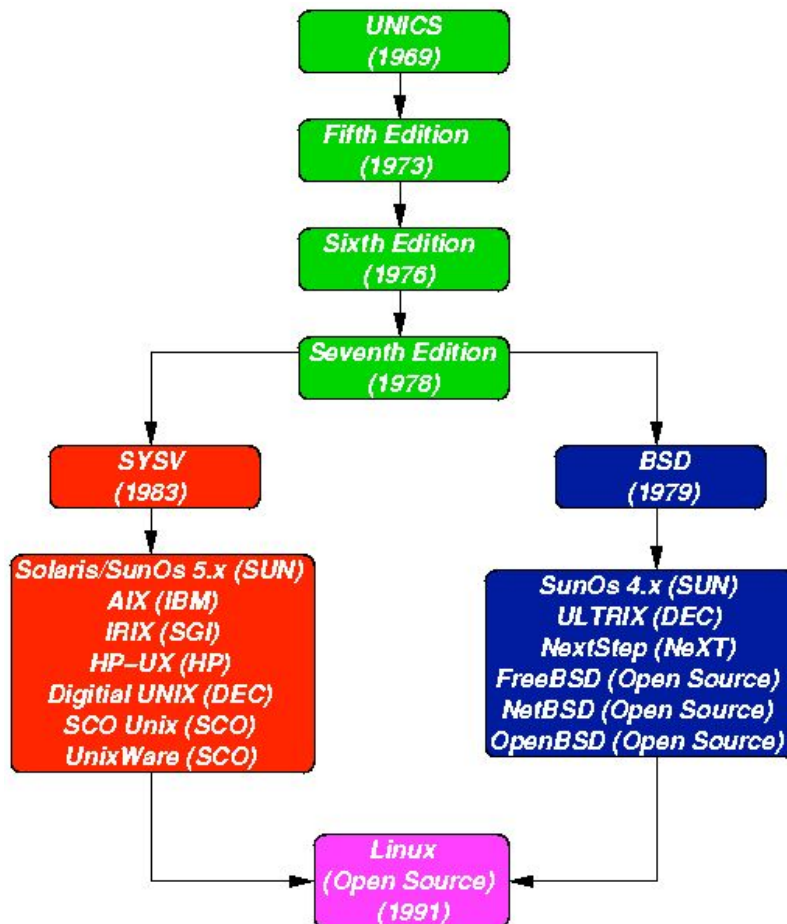 UNICS
(1969)
Fifth Edition
(1973)
Sixth Edition
(1976)
Seventh Edition
(1978)
SYSV
(1983)
BSD
(1979)
Solaris/SunOs 5.x (SUN)
AIX (IBM)
IRIX (SGI)
HP-UX (HP)
Digitial UNIX (DEC)
SCO Unix (SCO)
UnixWare (SCO)
SunOs 4.x (SUN)
ULTRIX (DEC)
NextStep (NeXT)
FreeBSD (Open Source)
NetBSD (Open Source)
OpenBSD (Open Source)
Linux
(Open Source)
(1991)